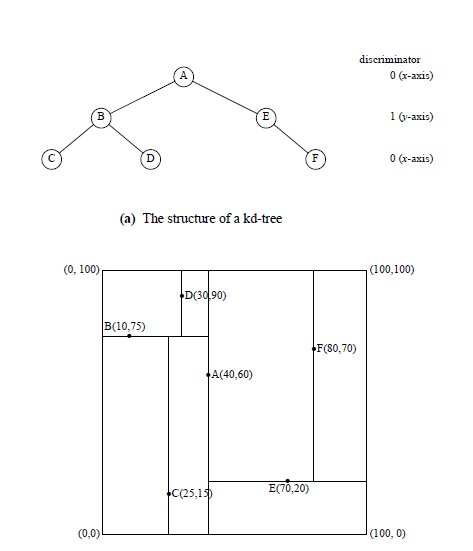 discriminator
A 0 (x-axis)
B E 1 (y-axis)
C D F 0 (x-axis)
(a) The structure of a kd-tree
(0, 100) (100,100)
D(30,90)
B(10,75)
F(80,70)
A(40,60)
E(70,20)
C(25,15)
(0,0) (100, 0)